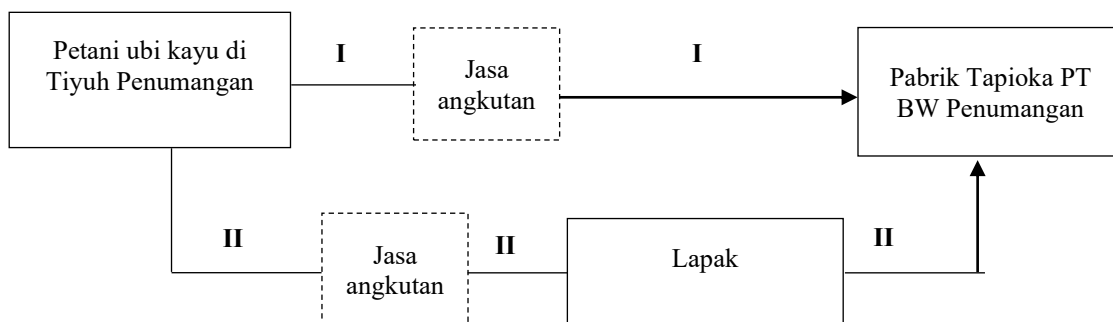 Petani ubi kayu di
Tiyuh Penumangan
I
Jasa
angkutan
I
Pabrik Tapioka PT
BW Penumangan
II
Jasa
angkutan
II
Lapak
II